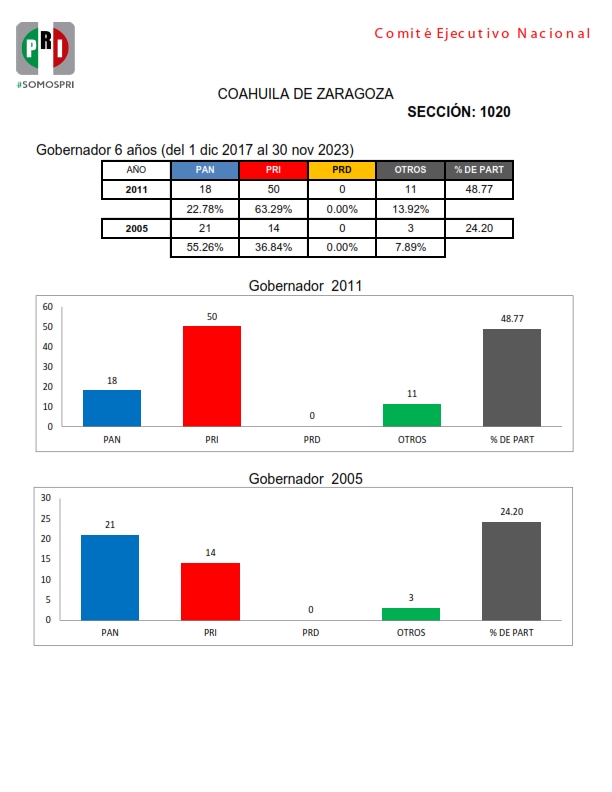 PRI
#SOMOSPRI
Comité Ejecutivo Nacional
COAHUILA DE ZARAGOZA
SECCIÓN: 1020
Gobernador 6 años (del 1 dic 2017 al 30 nov 2023)
AÑO PAN PRI PRD OTROS % DE PART
2011 18 50 0 11 48.77
22.78% 63.29% 0.00% 13.92%
2005 21 14 0 3 24.20
55.26% 36.84% 0.00% 7.89%
Gobernador 2011
60
50
40
30
20
10
0
18 50 0 11 48.77
PAN PRI PRD OTROS % DE PART
Gobernador 2005
30
25
20
15
10
5
0
21 14 0 3 24.20
PAN PRI PRD OTROS % DE PART